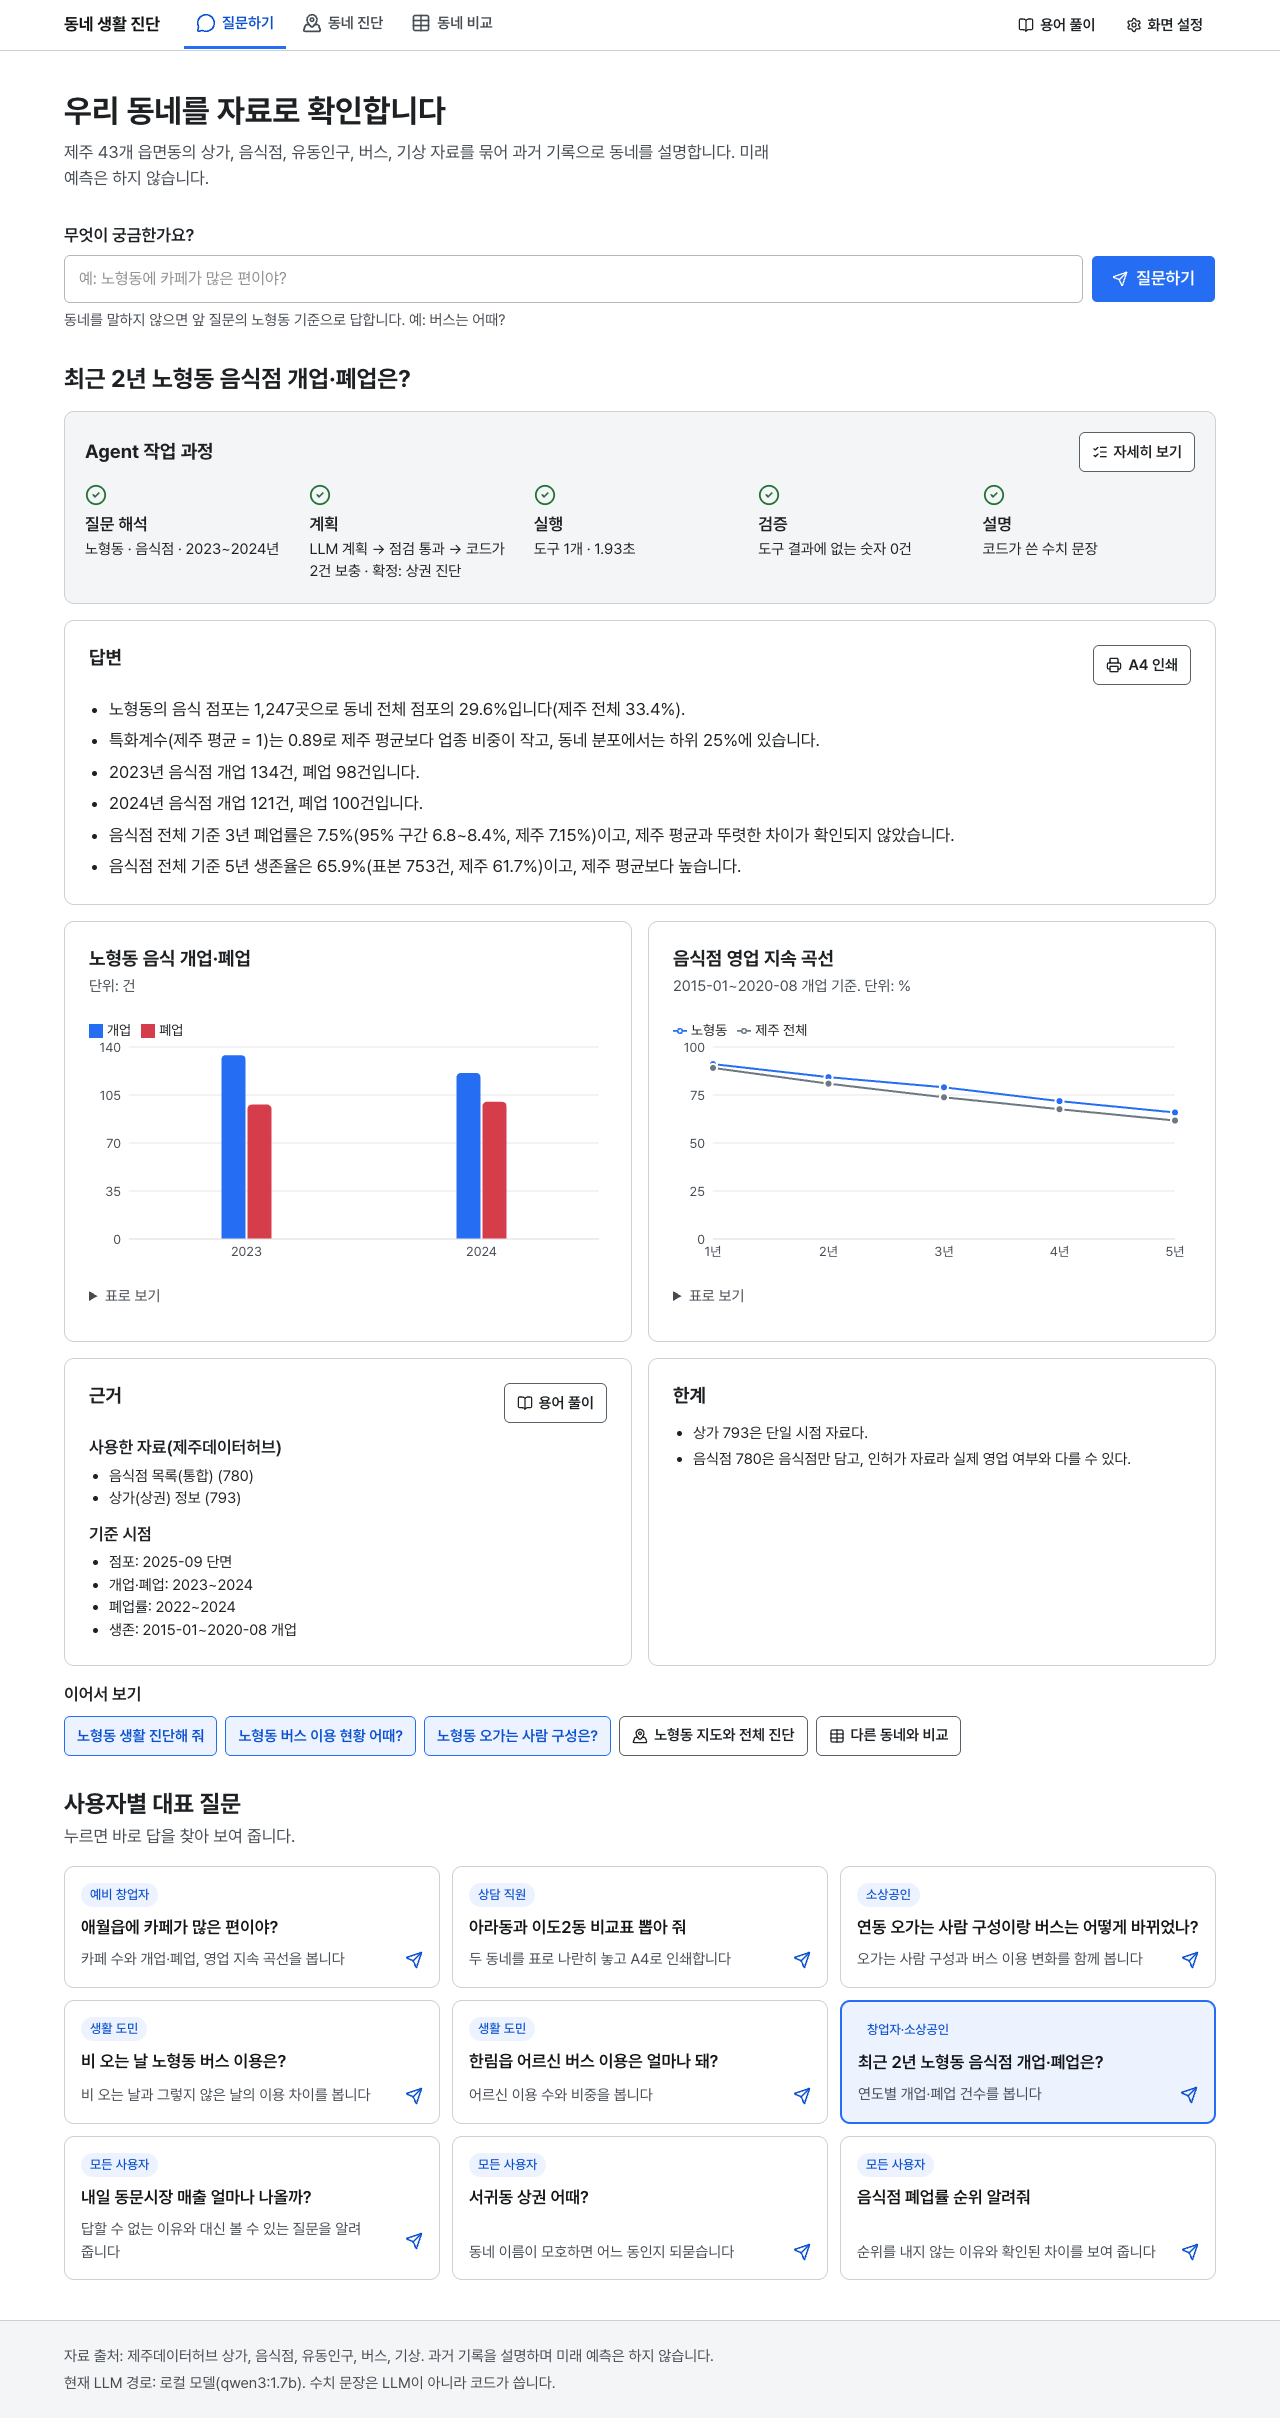 동네 생활 진단
질문하기
동네 진단
동네 비교
용어 풀이
화면 설정
우리 동네를 자료로 확인합니다
제주 43개 읍면동의 상가, 음식점, 유동인구, 버스, 기상 자료를 묶어 과거 기록으로 동네를 설명합니다. 미래
예측은 하지 않습니다.
무엇이 궁금한가요?
예: 노형동에 카페가 많은 편이야?
질문하기
동네를 말하지 않으면 앞 질문의 노형동 기준으로 답합니다. 예: 버스는 어때?
최근 2년 노형동 음식점 개업·폐업은?
Agent 작업 과정
자세히 보기
질문 해석
노형동 · 음식점 · 2023~2024년
계획
LLM 계획 → 점검 통과 → 코드가
2건 보충 · 확정: 상권 진단
실행
도구 1개 · 1.93초
검증
도구 결과에 없는 숫자 0건
설명
코드가 쓴 수치 문장
답변
A4 인쇄
• 노형동의 음식 점포는 1,247곳으로 동네 전체 점포의 29.6%입니다(제주 전체 33.4%).
• 특화계수(제주 평균 = 1)는 0.89로 제주 평균보다 업종 비중이 작고, 동네 분포에서는 하위 25%에 있습니다.
• 2023년 음식점 개업 134건, 폐업 98건입니다.
• 2024년 음식점 개업 121건, 폐업 100건입니다.
• 음식점 전체 기준 3년 폐업률은 7.5%(95% 구간 6.8~8.4%, 제주 7.15%)이고, 제주 평균과 뚜렷한 차이가 확인되지 않았습니다.
• 음식점 전체 기준 5년 생존율은 65.9%(표본 753건, 제주 61.7%)이고, 제주 평균보다 높습니다.
노형동 음식 개업·폐업
단위: 건
개업 폐업
140
105
70
35
0
2023 2024
▶ 표로 보기
음식점 영업 지속 곡선
2015-01~2020-08 개업 기준. 단위: %
노형동 제주 전체
100
75
50
25
0
1년 2년 3년 4년 5년
▶ 표로 보기
근거
용어 풀이
사용한 자료(제주데이터허브)
• 음식점 목록(통합) (780)
• 상가(상권) 정보 (793)
기준 시점
• 점포: 2025-09 단면
• 개업·폐업: 2023~2024
• 폐업률: 2022~2024
• 생존: 2015-01~2020-08 개업
한계
• 상가 793은 단일 시점 자료다.
• 음식점 780은 음식점만 담고, 인허가 자료라 실제 영업 여부와 다를 수 있다.
이어서 보기
노형동 생활 진단해 줘
노형동 버스 이용 현황 어때?
노형동 오가는 사람 구성은?
노형동 지도와 전체 진단
다른 동네와 비교
사용자별 대표 질문
누르면 바로 답을 찾아 보여 줍니다.
예비 창업자
애월읍에 카페가 많은 편이야?
카페 수와 개업·폐업, 영업 지속 곡선을 봅니다
상담 직원
아라동과 이도2동 비교표 뽑아 줘
두 동네를 표로 나란히 놓고 A4로 인쇄합니다
소상공인
연동 오가는 사람 구성이랑 버스는 어떻게 바뀌었나?
오가는 사람 구성과 버스 이용 변화를 함께 봅니다
생활 도민
비 오는 날 노형동 버스 이용은?
비 오는 날과 그렇지 않은 날의 이용 차이를 봅니다
생활 도민
한림읍 어르신 버스 이용은 얼마나 돼?
어르신 이용 수와 비중을 봅니다
창업자·소상공인
최근 2년 노형동 음식점 개업·폐업은?
연도별 개업·폐업 건수를 봅니다
모든 사용자
내일 동문시장 매출 얼마나 나올까?
답할 수 없는 이유와 대신 볼 수 있는 질문을 알려
줍니다
모든 사용자
서귀동 상권 어때?
동네 이름이 모호하면 어느 동인지 되묻습니다
모든 사용자
음식점 폐업률 순위 알려줘
순위를 내지 않는 이유와 확인된 차이를 보여 줍니다
자료 출처: 제주데이터허브 상가, 음식점, 유동인구, 버스, 기상. 과거 기록을 설명하며 미래 예측은 하지 않습니다.
현재 LLM 경로: 로컬 모델(qwen3:1.7b). 수치 문장은 LLM이 아니라 코드가 씁니다.